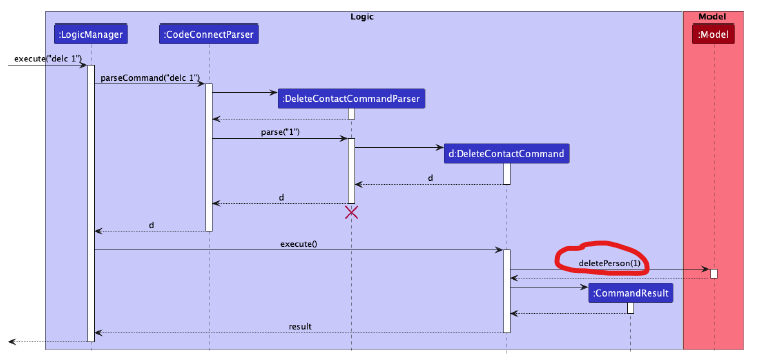 Logic
Model
:LogicManager
:CodeConnectParser
:Model
execute("delc 1")
parseCommand("delc 1")
:DeleteContactCommandParser
parse("1")
d:DeleteContactCommand
d
d
d
execute()
deletePerson(1)
:CommandResult
result